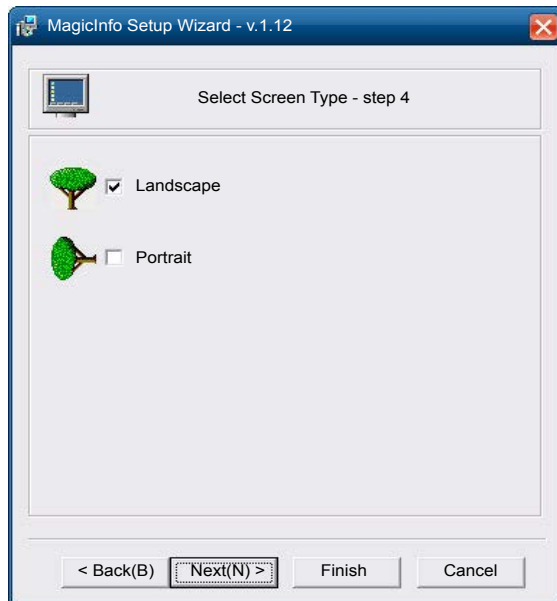 MagicInfo Setup Wizard - v.1.12
Select Screen Type - step 4
Landscape
Portrait
< Back(B) Next(N) > Finish Cancel